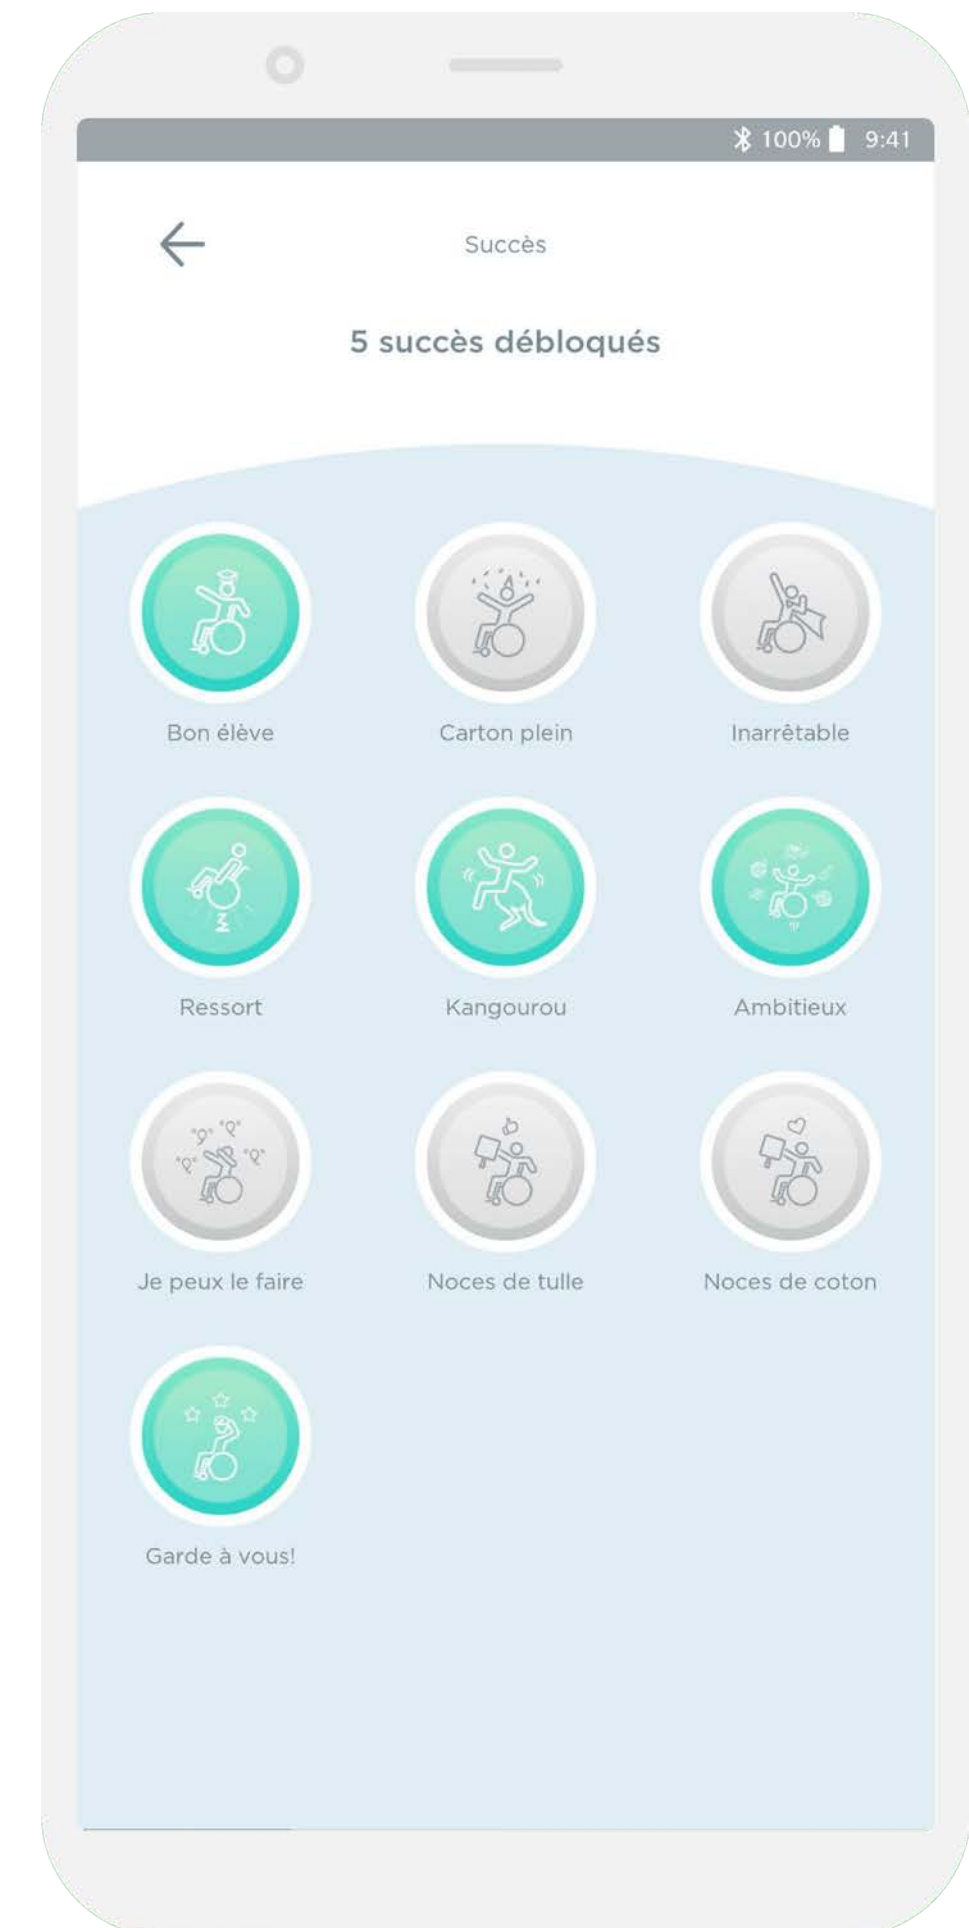 100% 9:41
Succès
5 succès débloqués
Bon élève
Carton plein
Inarrêtable
Ressort
Kangourou
Ambitieux
Je peux le faire
Noces de tulle
Noces de coton
Garde à vous!